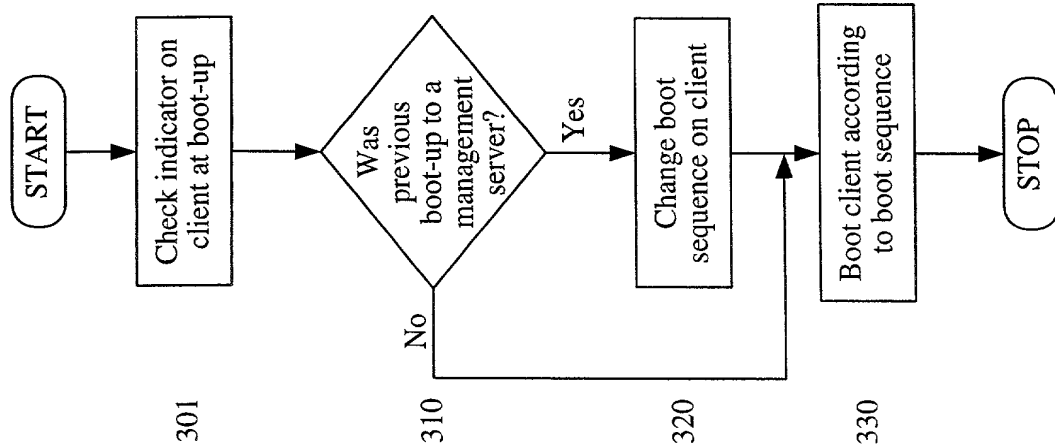 START
301
Check indicator on
client at boot-up
310
Was
previous
boot-up to a
management
server?
No
Yes
320
Change boot
sequence on client
330
Boot client according
to boot sequence
STOP